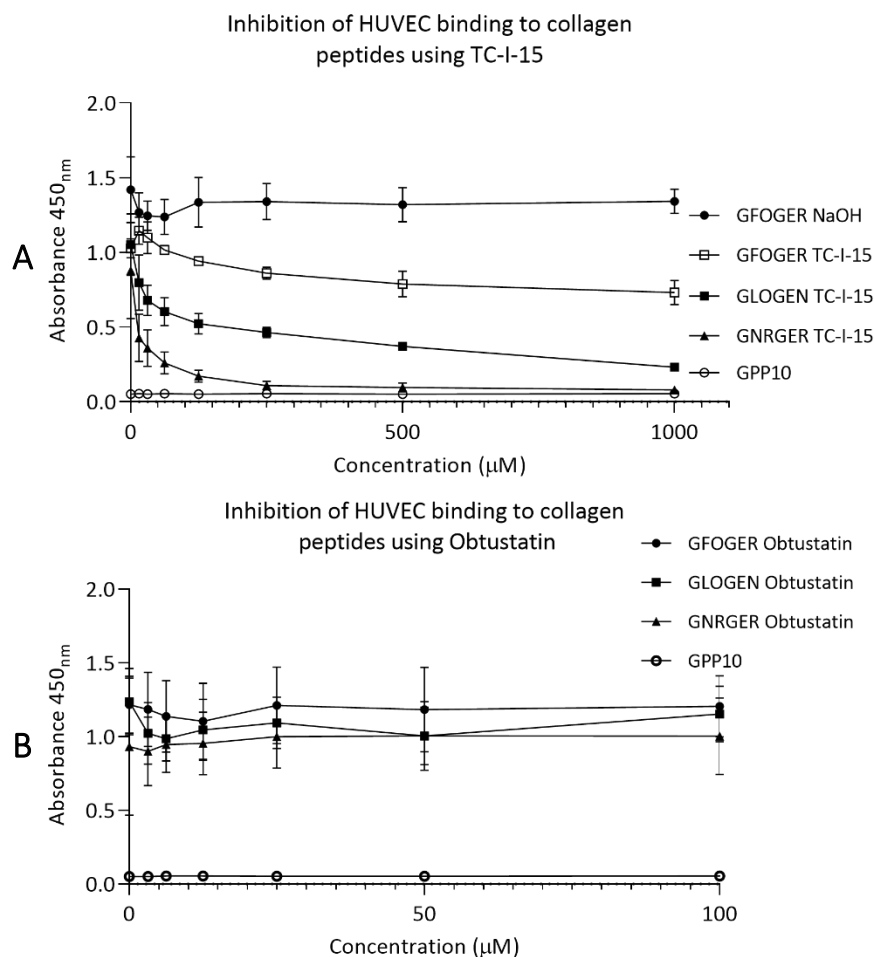 Inhibition of HUVEC binding to collagen
peptides using TC-I-15
A
Absorbance 450nm
2.0
1.5
1.0
0.5
0.0
0
500
1000
Concentration (μM)
GFOGER NaOH
GFOGER TC-I-15
GLOGEN TC-I-15
GNRGER TC-I-15
GPP10
Inhibition of HUVEC binding to collagen
peptides using Obtustatin
GFOGER Obtustatin
GLOGEN Obtustatin
GNRGER Obtustatin
GPP10
B
Absorbance 450nm
2.0
1.5
1.0
0.5
0.0
0
50
100
Concentration (μM)